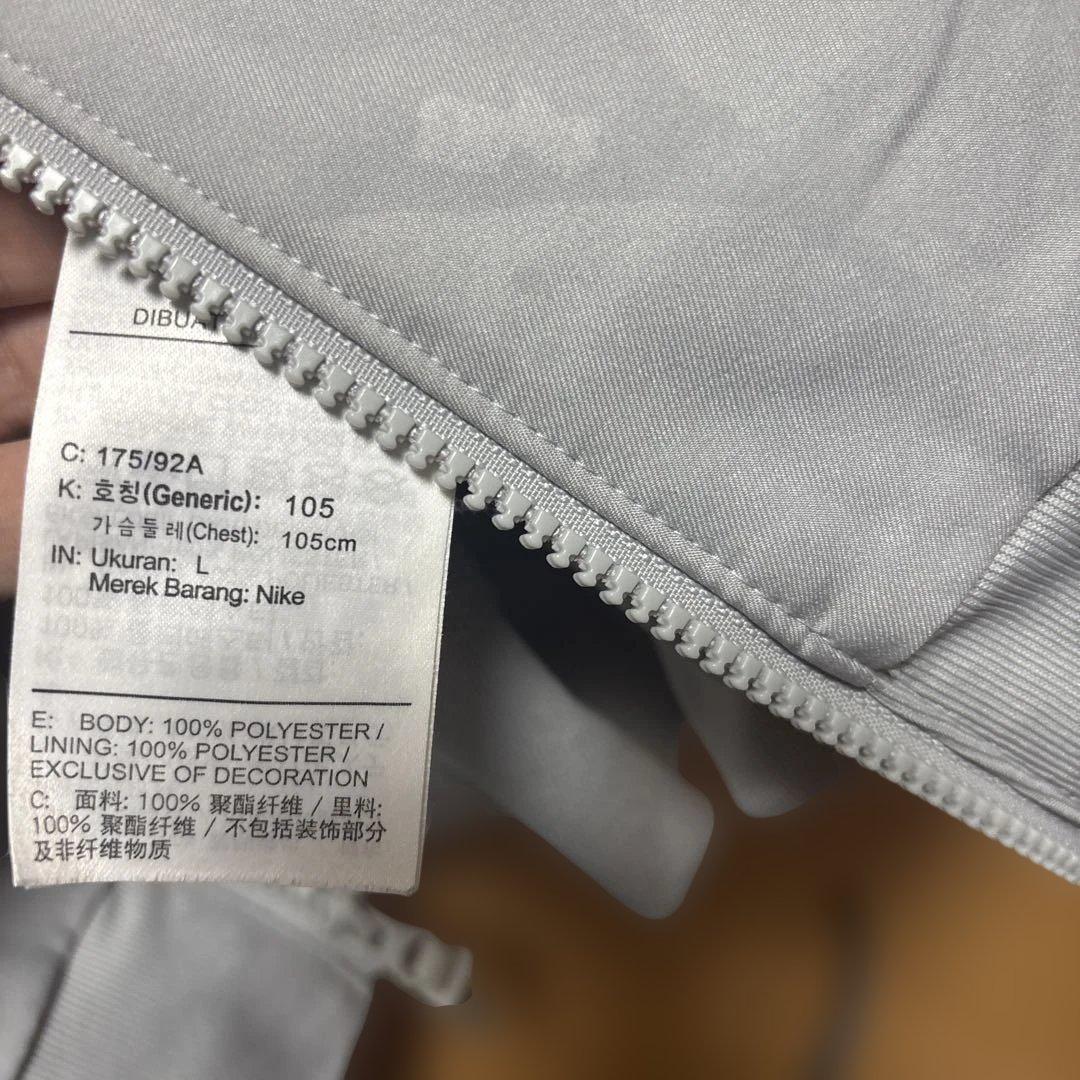 C: 175/92A
K: 호칭(Generic): 105
가슴둘레(Chest): 105cm
IN: Ukuran: L
Merek Barang: Nike
E: BODY: 100% POLYESTER /
LINING: 100% POLYESTER /
EXCLUSIVE OF DECORATION
C: 面料: 100% 聚酯纤维 / 里料:
100% 聚酯纤维 / 不包括装饰部分
及非纤维物质